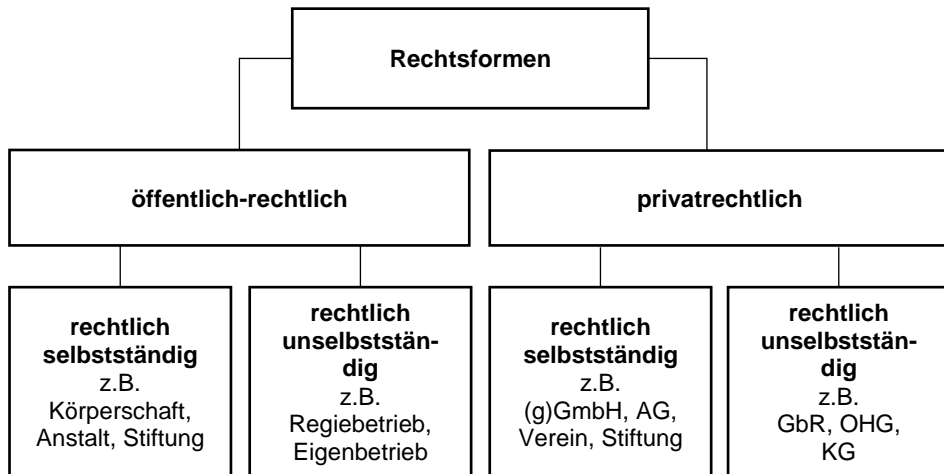 Rechtsformen
öffentlich-rechtlich
privatrechtlich
rechtlich
selbstständig
z.B.
Körperschaft,
Anstalt, Stiftung
rechtlich
unselbststän-
dig
z.B.
Regiebetrieb,
Eigenbetrieb
rechtlich
selbstständig
z.B.
(g)GmbH, AG,
Verein, Stiftung
rechtlich
unselbststän-
dig
z.B.
GbR, OHG,
KG